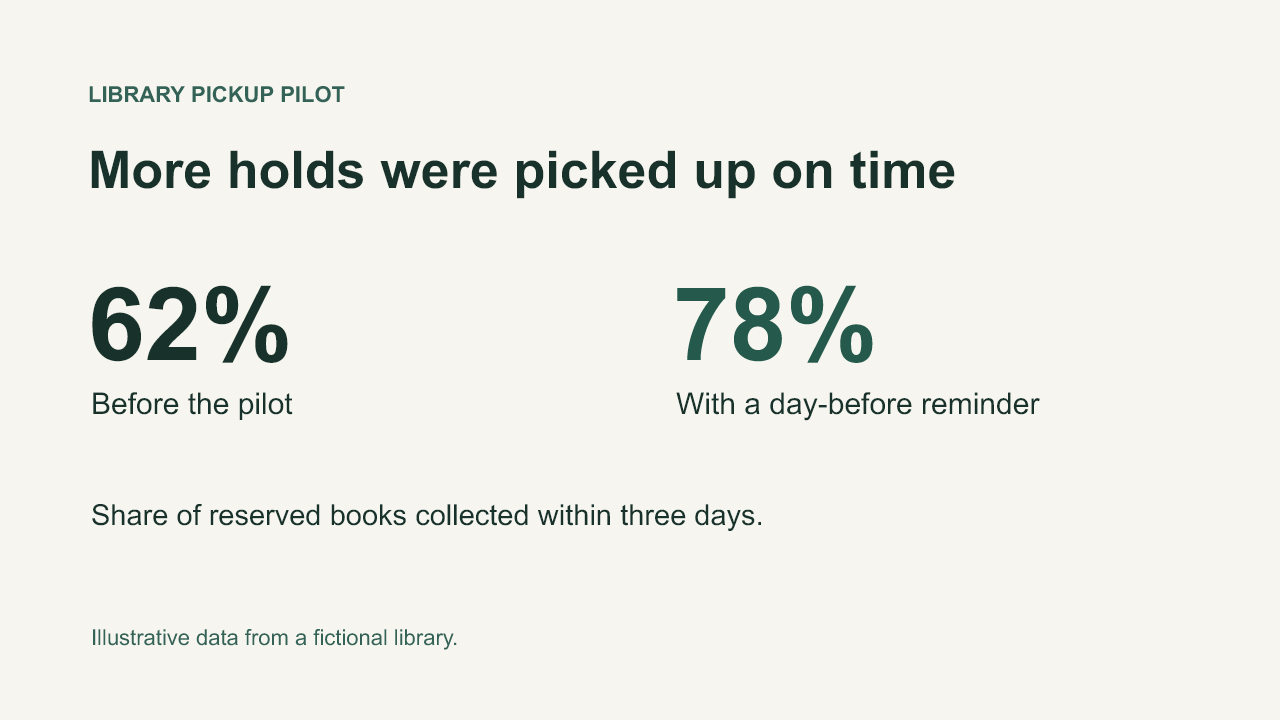 LIBRARY PICKUP PILOT
More holds were picked up on time
62%
Before the pilot
78%
With a day-before reminder
Share of reserved books collected within three days.
Illustrative data from a fictional library.